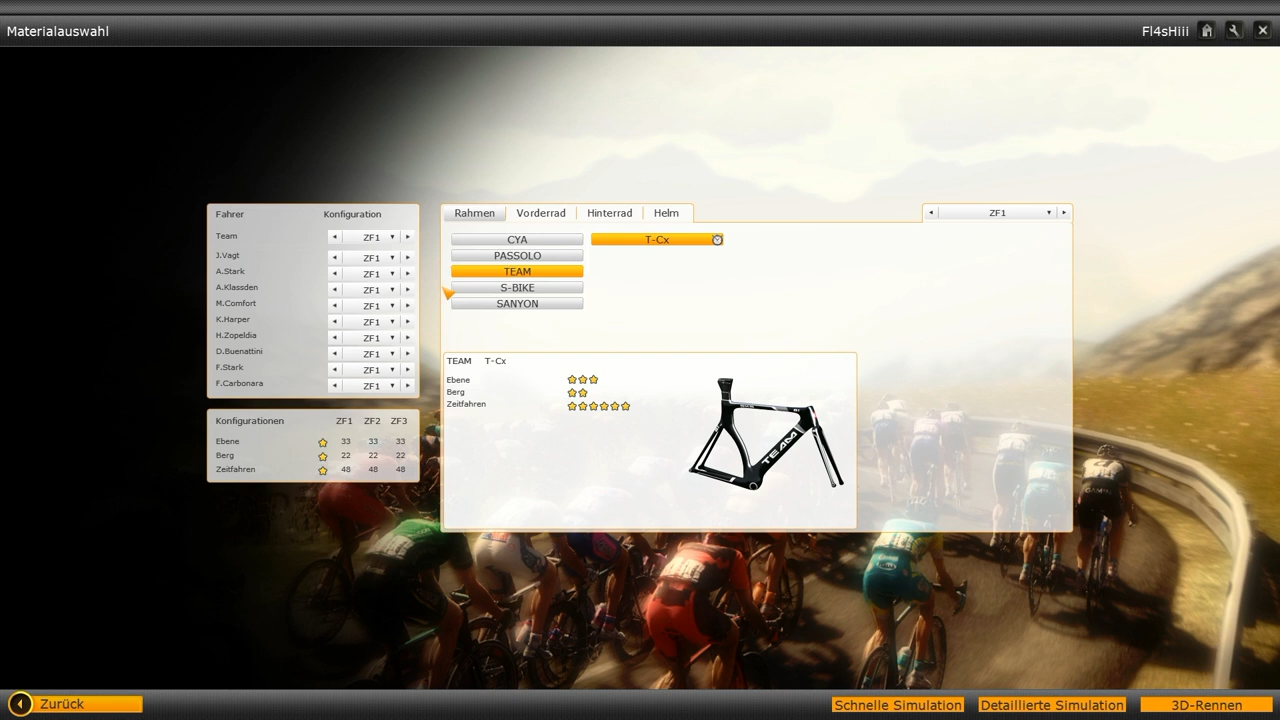 Materialauswahl
Fl4sHiii
Fahrer Konfiguration
Team ZF1
J.Vagt ZF1
A.Stark ZF1
A.Klassden ZF1
M.Comfort ZF1
K.Harper ZF1
H.Zopeldia ZF1
D.Buenattini ZF1
F.Stark ZF1
F.Carbonara ZF1
Konfigurationen ZF1 ZF2 ZF3
Ebene 33 33 33
Berg 22 22 22
Zeitfahren 48 48 48
Rahmen Vorderrad Hinterrad Helm
ZF1
CYA
PASSOLO
TEAM
S-BIKE
SANYON
T-Cx
TEAM T-Cx
Ebene
Berg
Zeitfahren
TEAM
Zurück
Schnelle Simulation
Detaillierte Simulation
3D-Rennen